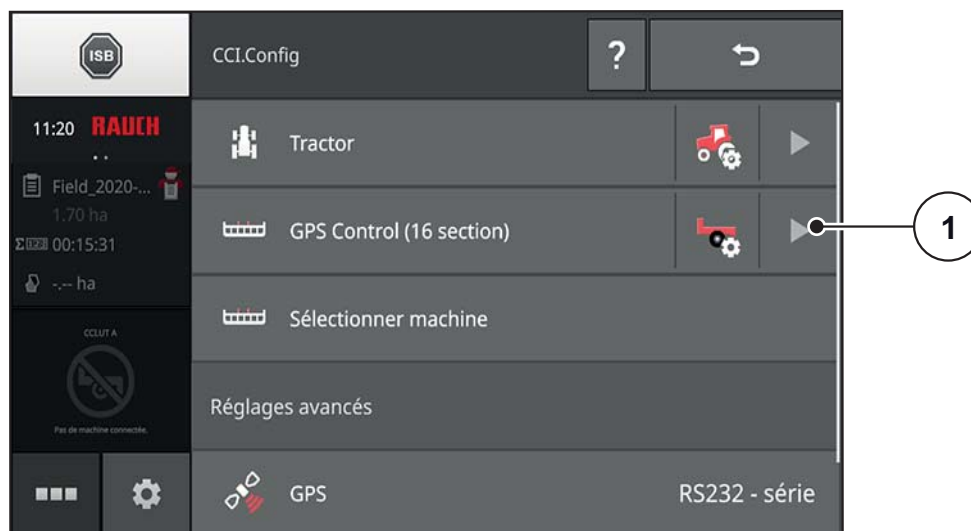 ISB
CCI.Config
?
11:20 RAUCH
Tractor
Field_2020-...
1.70 ha
Σ123 00:15:31
GPS Control (16 section)
1
-.-- ha
Sélectionner machine
CCLUT A
Pas de machine connectée.
Réglages avancés
GPS
RS232 - série